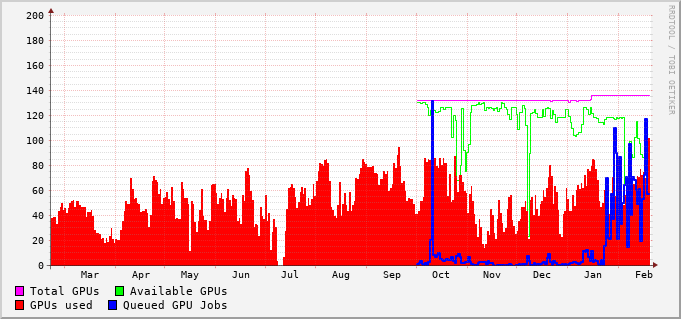 200
180
160
140
120
100
80
60
40
20
0
Mar Apr May Jun Jul Aug Sep Oct Nov Dec Jan Feb
Total GPUs Available GPUs
GPUs used Queued GPU Jobs
RRDTOOL / TOBI OETIKER